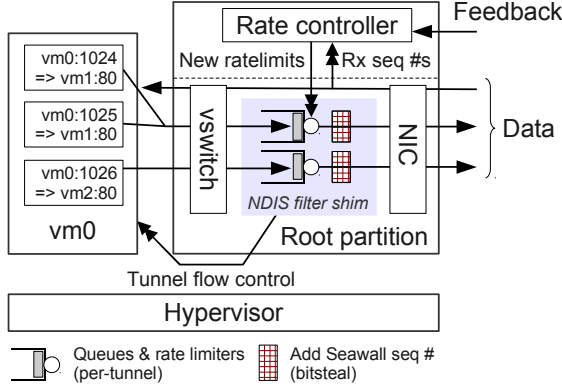 Rate controller
Feedback
New ratelimits
Rx seq #s
vm0:1024
=> vm1:80
vm0:1025
=> vm1:80
vm0:1026
=> vm2:80
vm0
vswitch
NIC
Data
NDIS filter shim
Root partition
Tunnel flow control
Hypervisor
Queues & rate limiters
(per-tunnel)
Add Seawall seq #
(bitsteal)